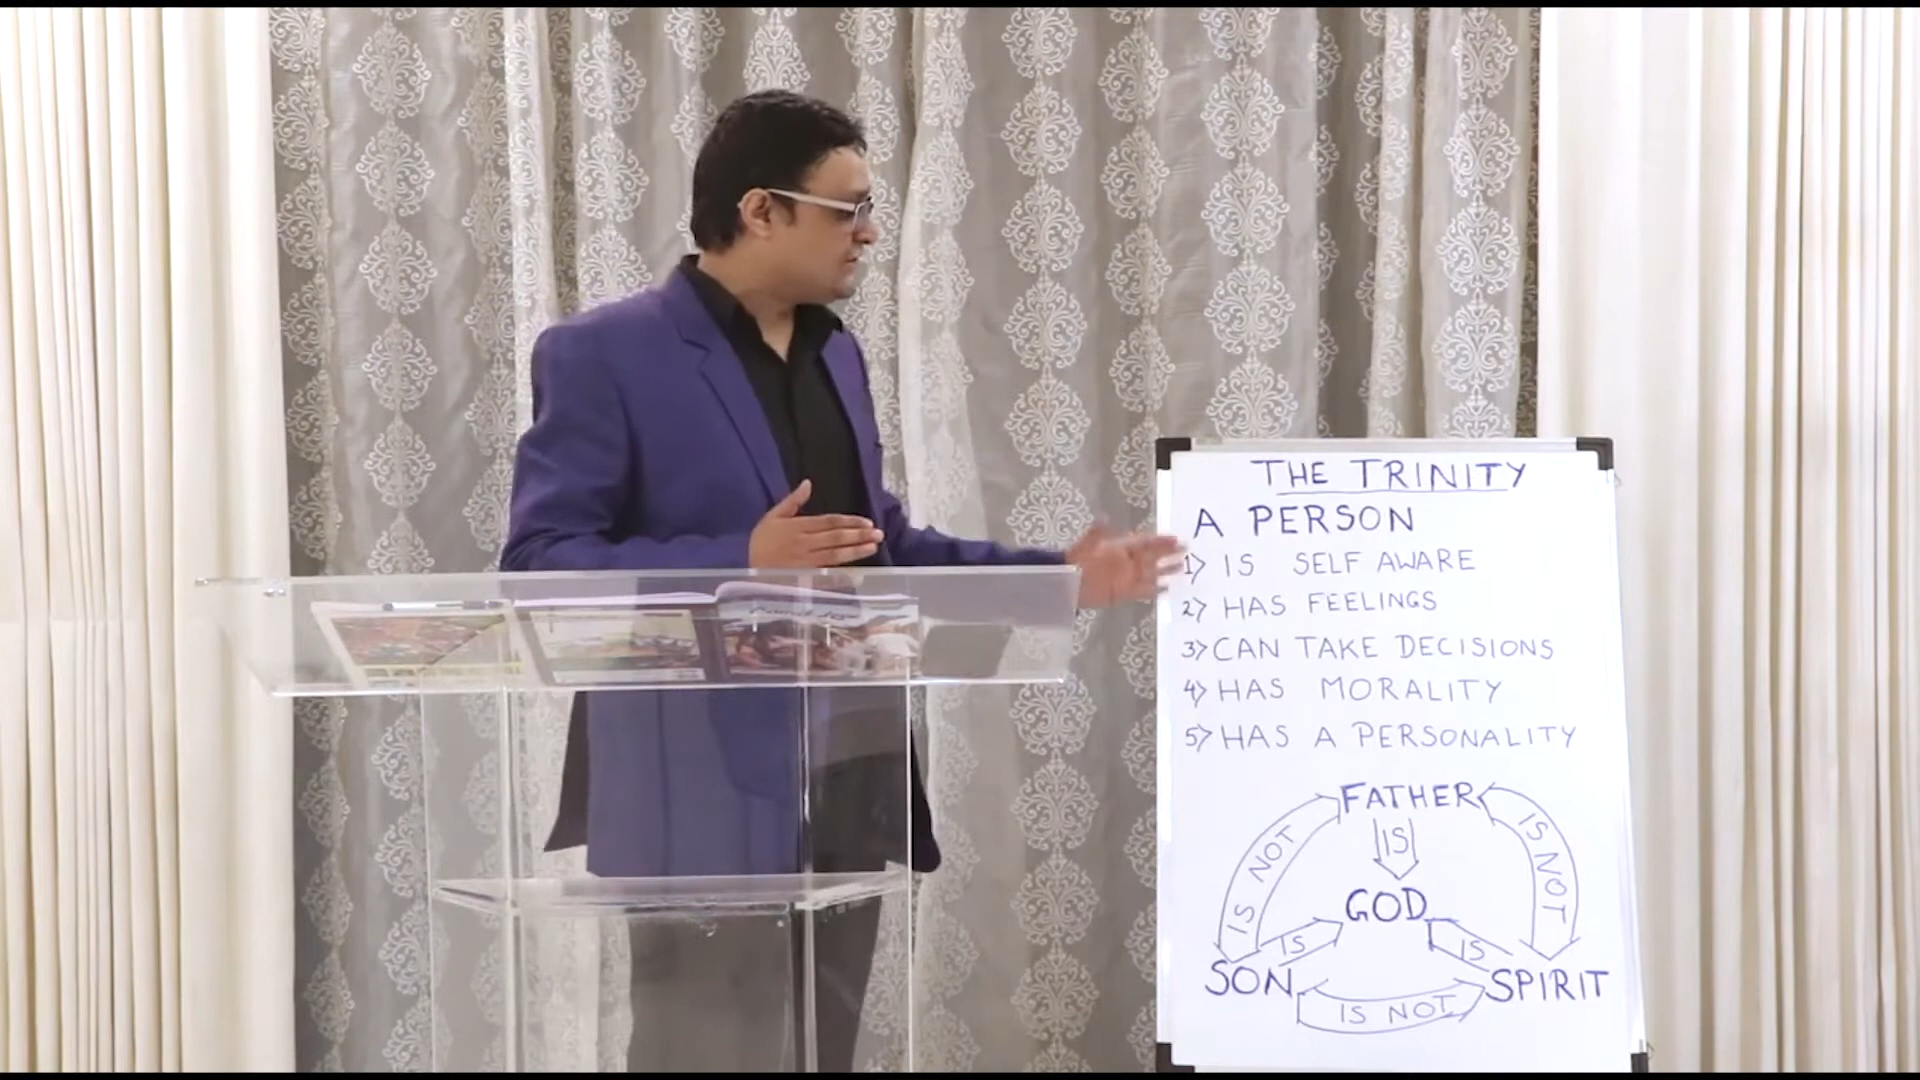 THE TRINITY
A PERSON
1> IS SELF AWARE
2> HAS FEELINGS
3> CAN TAKE DECISIONS
4> HAS MORALITY
5> HAS A PERSONALITY
FATHER
IS NOT
IS
IS NOT
GOD
IS
IS
SON
IS NOT
SPIRIT